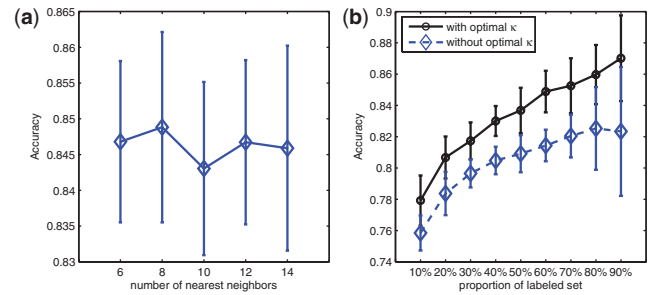 (a)
0.865
0.86
0.855
0.85
0.845
0.84
0.835
0.83
Accuracy
6 8 10 12 14
number of nearest neighbors
(b)
0.9
0.88
0.86
0.84
0.82
0.8
0.78
0.76
0.74
Accuracy
with optimal κ
without optimal κ
10% 20% 30% 40% 50% 60% 70% 80% 90%
proportion of labeled set